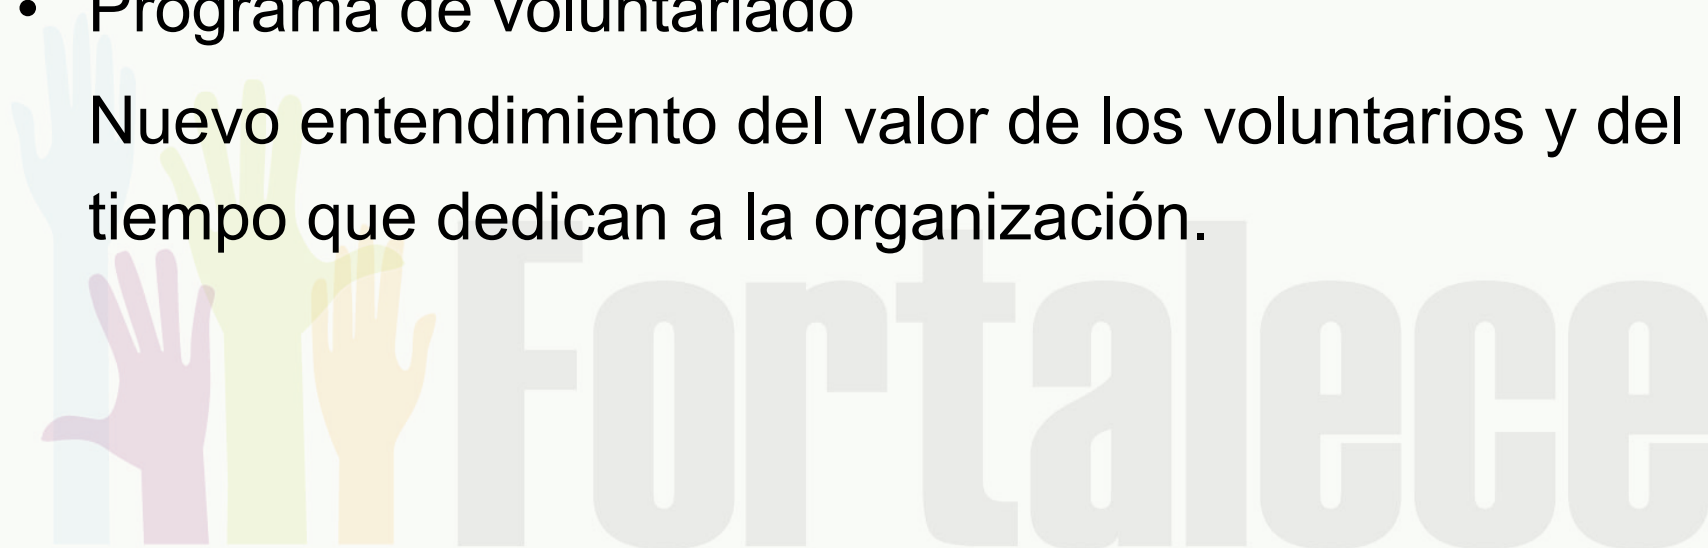 • Programa de voluntariado
Nuevo entendimiento del valor de los voluntarios y del
tiempo que dedican a la organización.
Fortalece